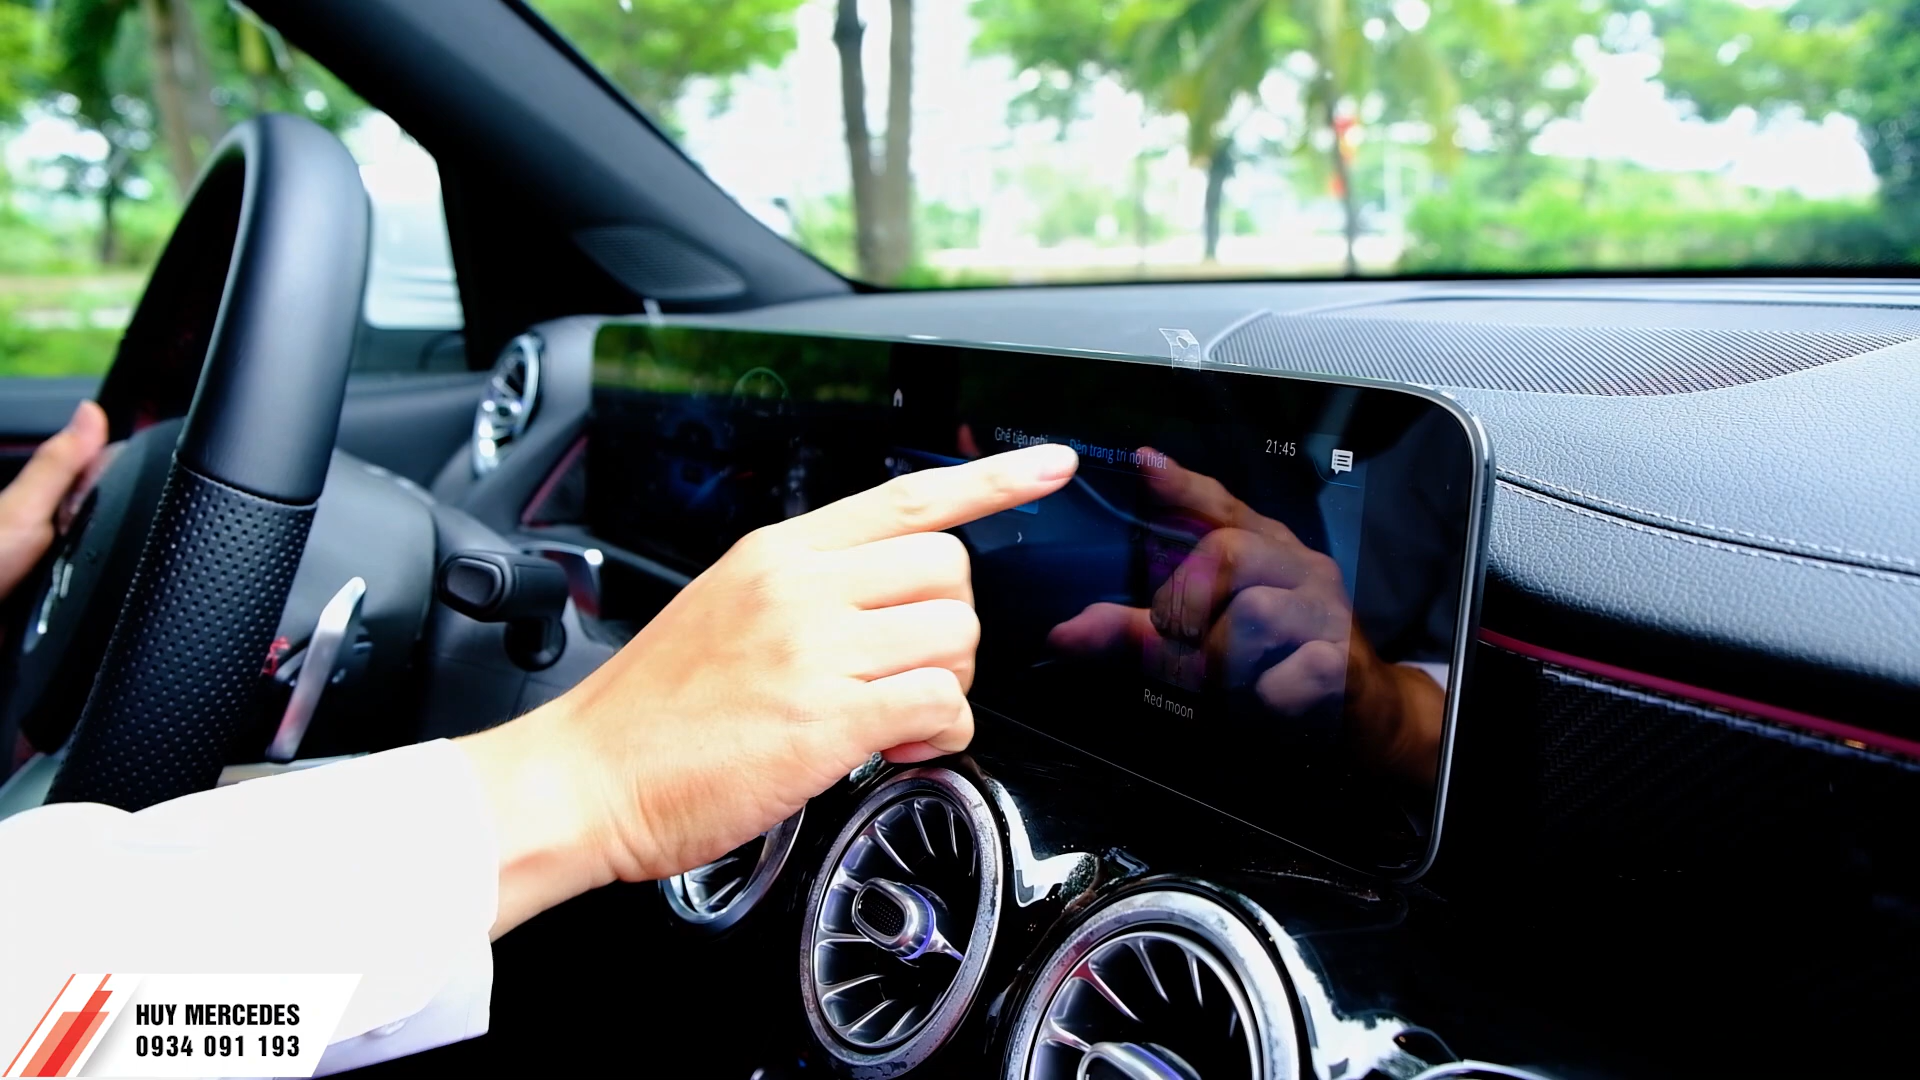 Ghế tiện nghi
Đèn trang trí nội thất
21:45
Red moon
HUY MERCEDES
0934 091 193